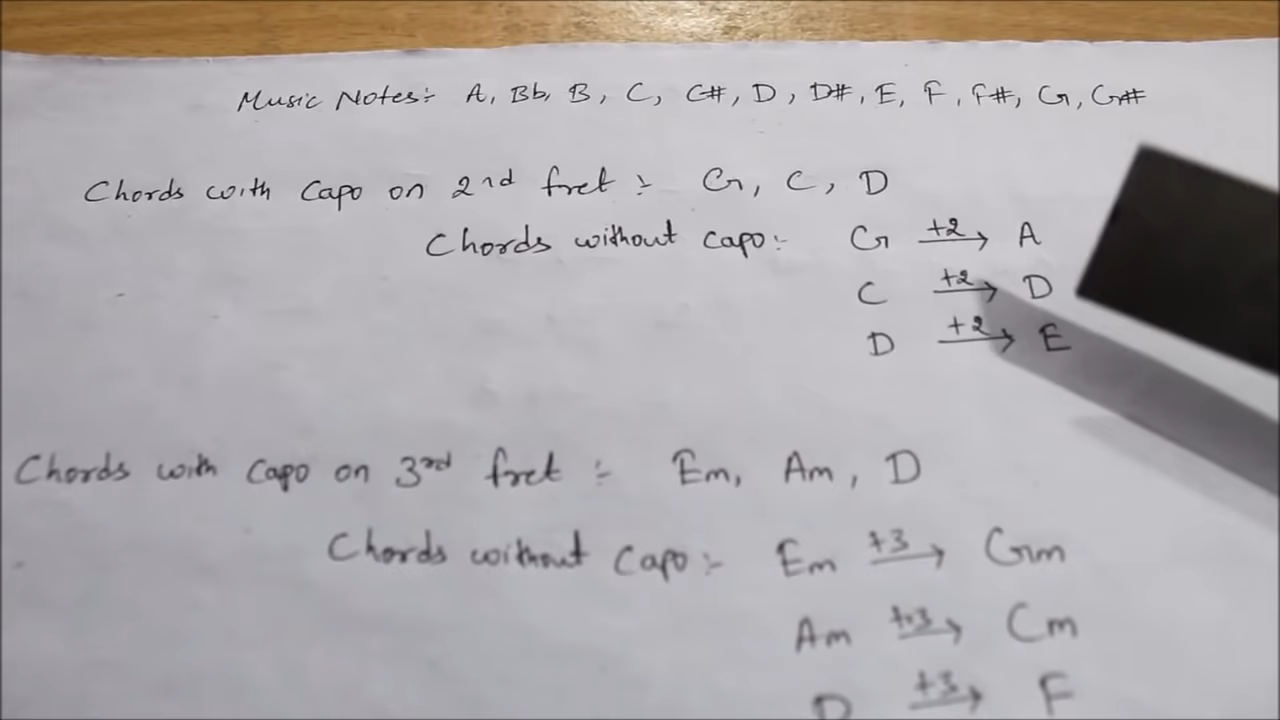 Music Notes:- A, Bb, B, C, C#, D, D#, E, F, F#, G, G#
Chords with Capo on 2nd fret :- G, C, D
Chords without capo:- G +2→ A
C +2→ D
D +2→ E
Chords with Capo on 3rd fret :- Em, Am, D
Chords without Capo:- Em +3→ Gm
Am +3→ Cm
D +3→ F